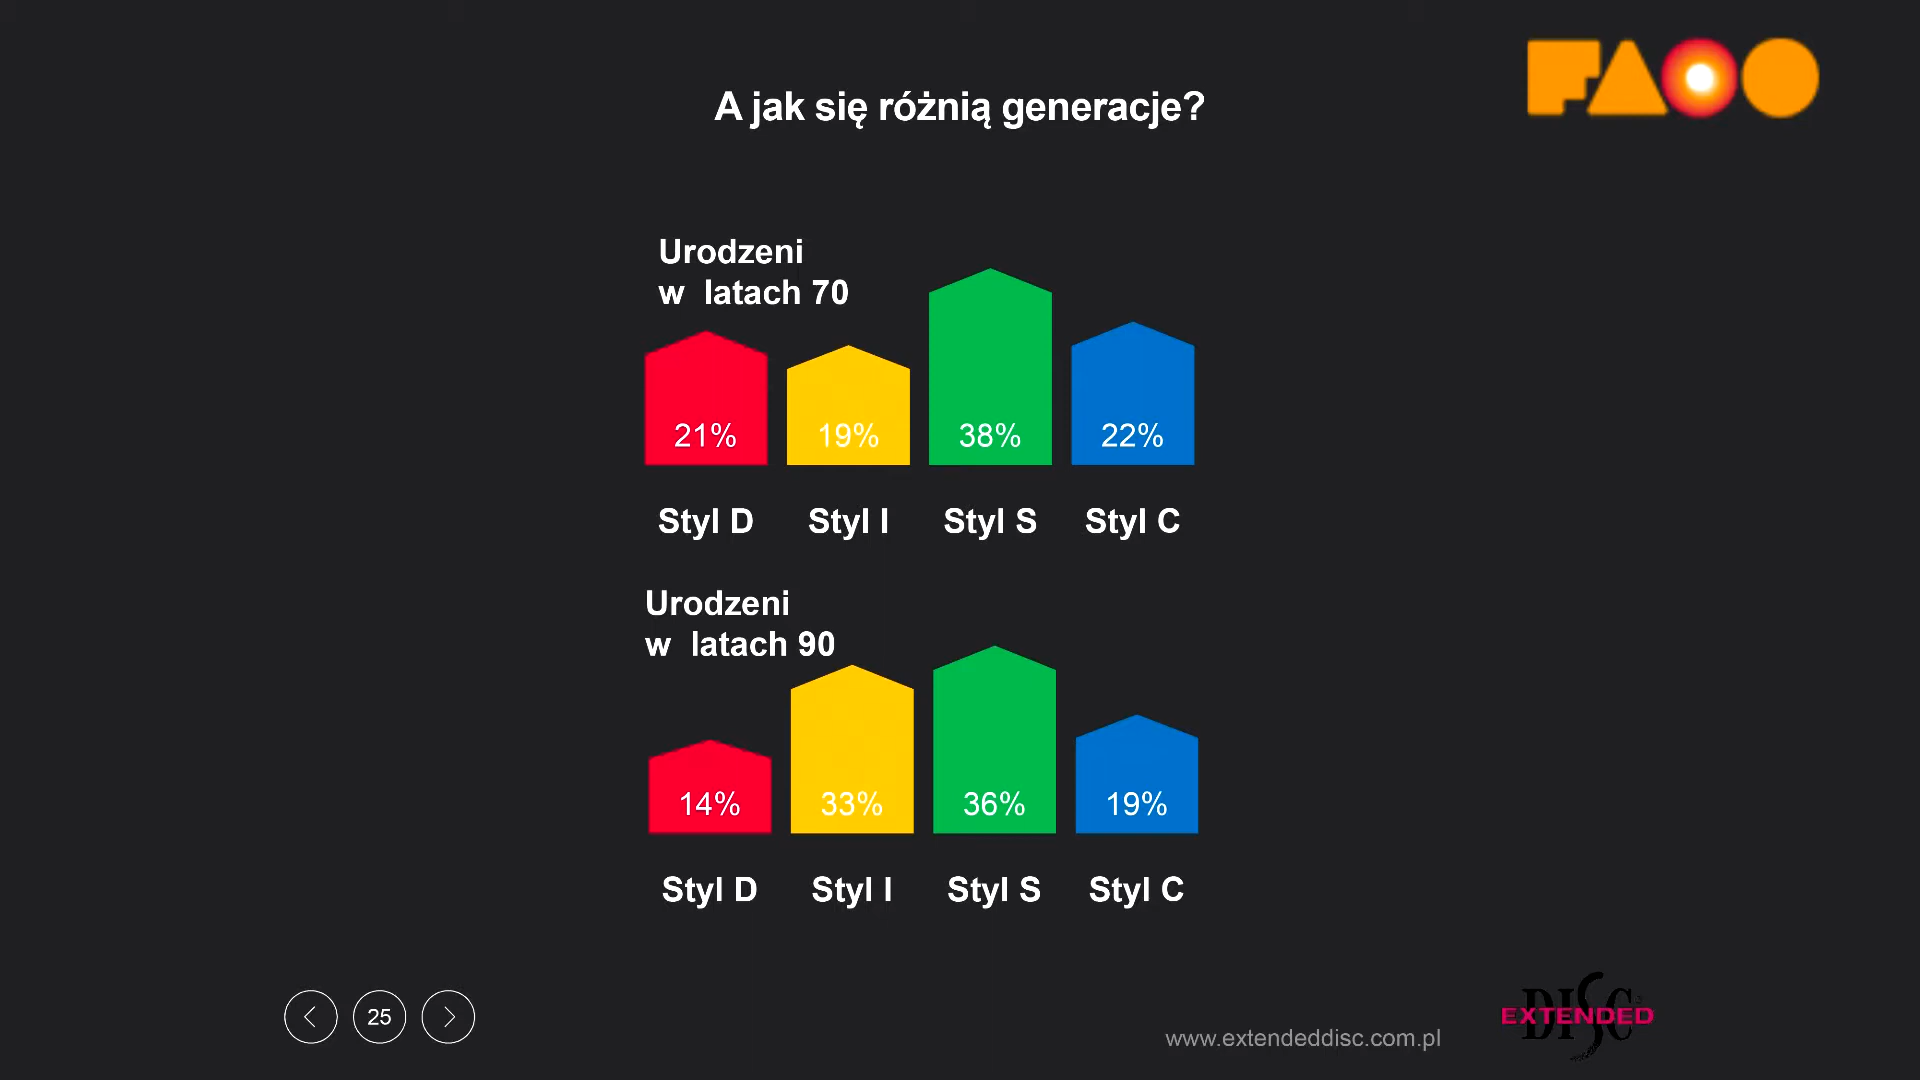 FAOO
A jak się różnią generacje?
Urodzeni
w latach 70
21% 19% 38% 22%
Styl D Styl I Styl S Styl C
Urodzeni
w latach 90
14% 33% 36% 19%
Styl D Styl I Styl S Styl C
25
www.extendeddisc.com.pl
DISC
EXTENDED